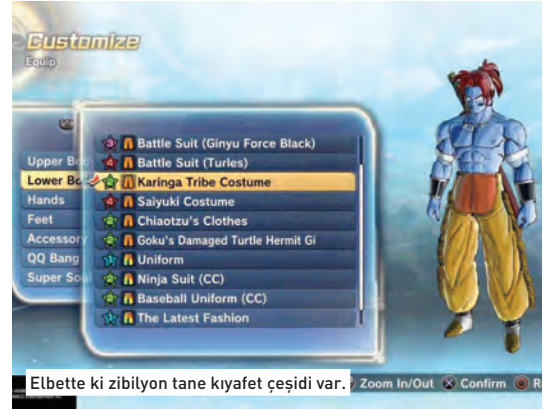 Customize
Equip
Battle Suit (Ginyu Force Black)
Upper Bo
Battle Suit (Turles)
Lower Bo
Karinga Tribe Costume
Hands
Saiyuki Costume
Feet
Chiaotzu's Clothes
Accessory
Goku's Damaged Turtle Hermit Gi
QQ Bang
Uniform
Super Sou
Ninja Suit (CC)
Baseball Uniform (CC)
The Latest Fashion
Elbette ki zibilyon tane kıyafet çeşidi var.
Zoom In/Out Confirm R